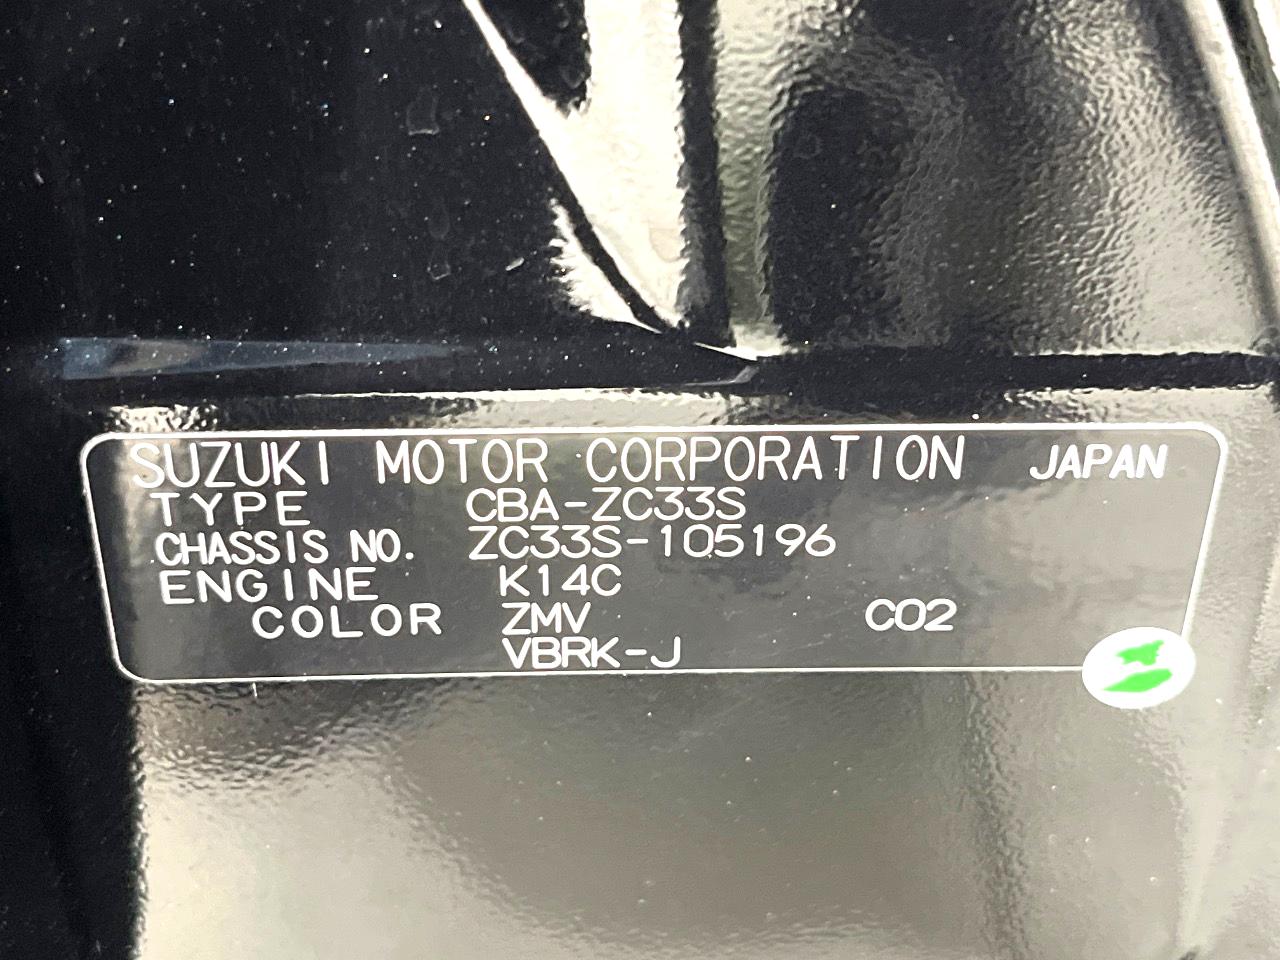 SUZUKI MOTOR CORPORATION JAPAN
TYPE CBA-ZC33S
CHASSIS NO. ZC33S-105196
ENGINE K14C
COLOR ZMV C02
VBRK-J